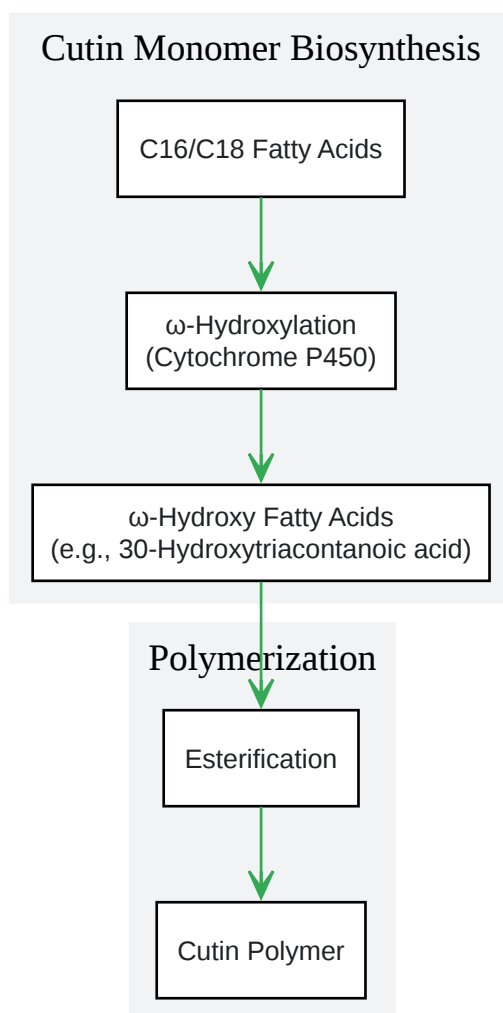 Cutin Monomer Biosynthesis
C16/C18 Fatty Acids
ω-Hydroxylation
(Cytochrome P450)
ω-Hydroxy Fatty Acids
(e.g., 30-Hydroxytriacontanoic acid)
Polymerization
Esterification
Cutin Polymer